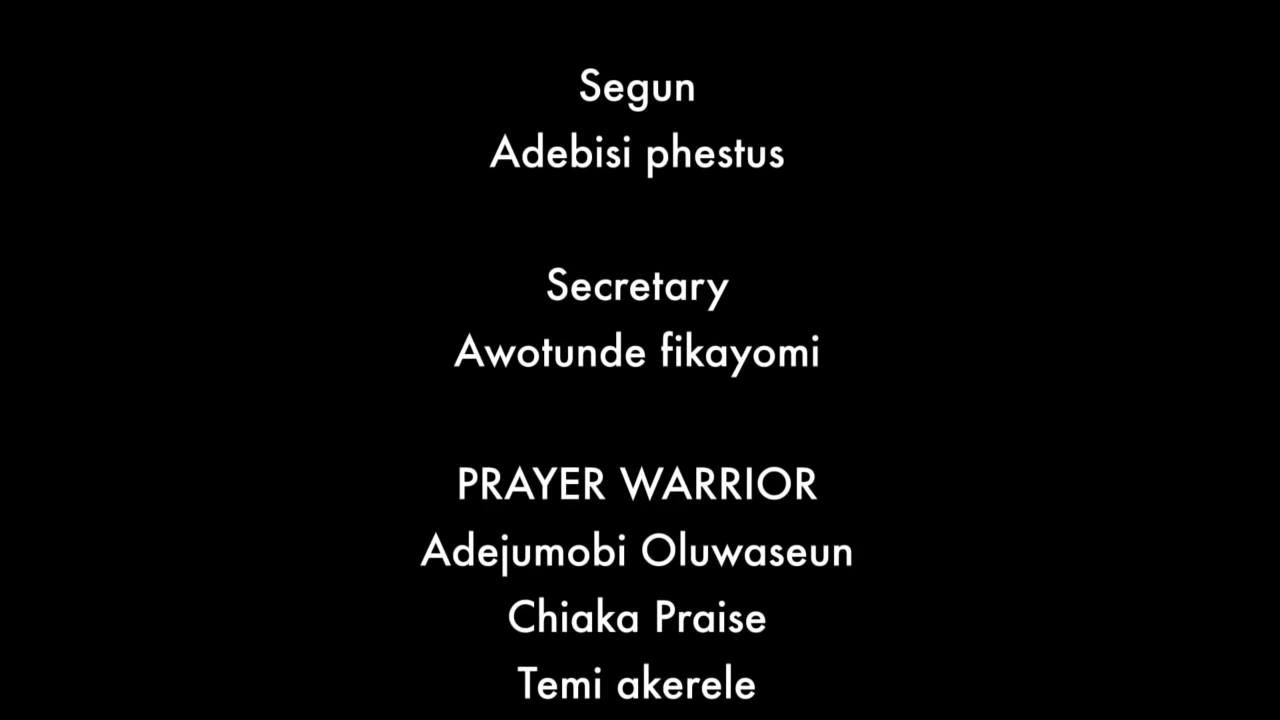 Segun
Adebisi phestus
Secretary
Awotunde fikayomi
PRAYER WARRIOR
Adejumobi Oluwaseun
Chiaka Praise
Temi akerele